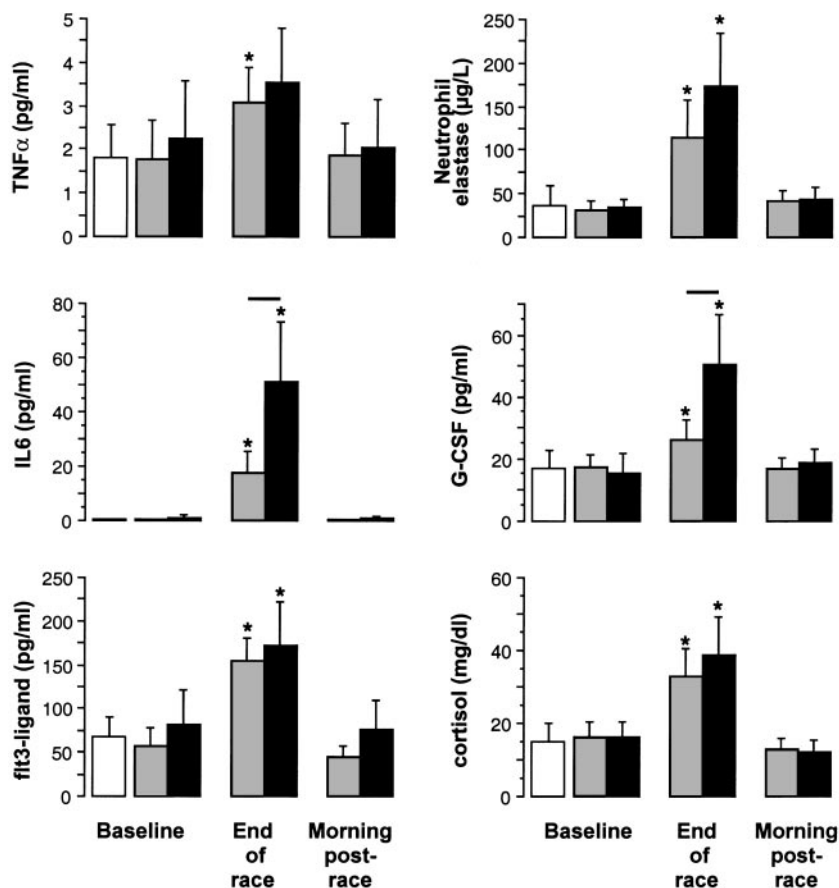 TNFα (pg/ml)
5
4
3
2
1
0
*
Neutrophil
elastase (µg/L)
250
200
150
100
50
0
*
*
IL6 (pg/ml)
80
60
40
20
0
*
*
G-CSF (pg/ml)
60
40
20
0
*
*
flt3-ligand (pg/ml)
250
200
150
100
50
0
*
*
cortisol (mg/dl)
60
40
20
0
*
*
Baseline
End
of
race
Morning
post-
race
Baseline
End
of
race
Morning
post-
race